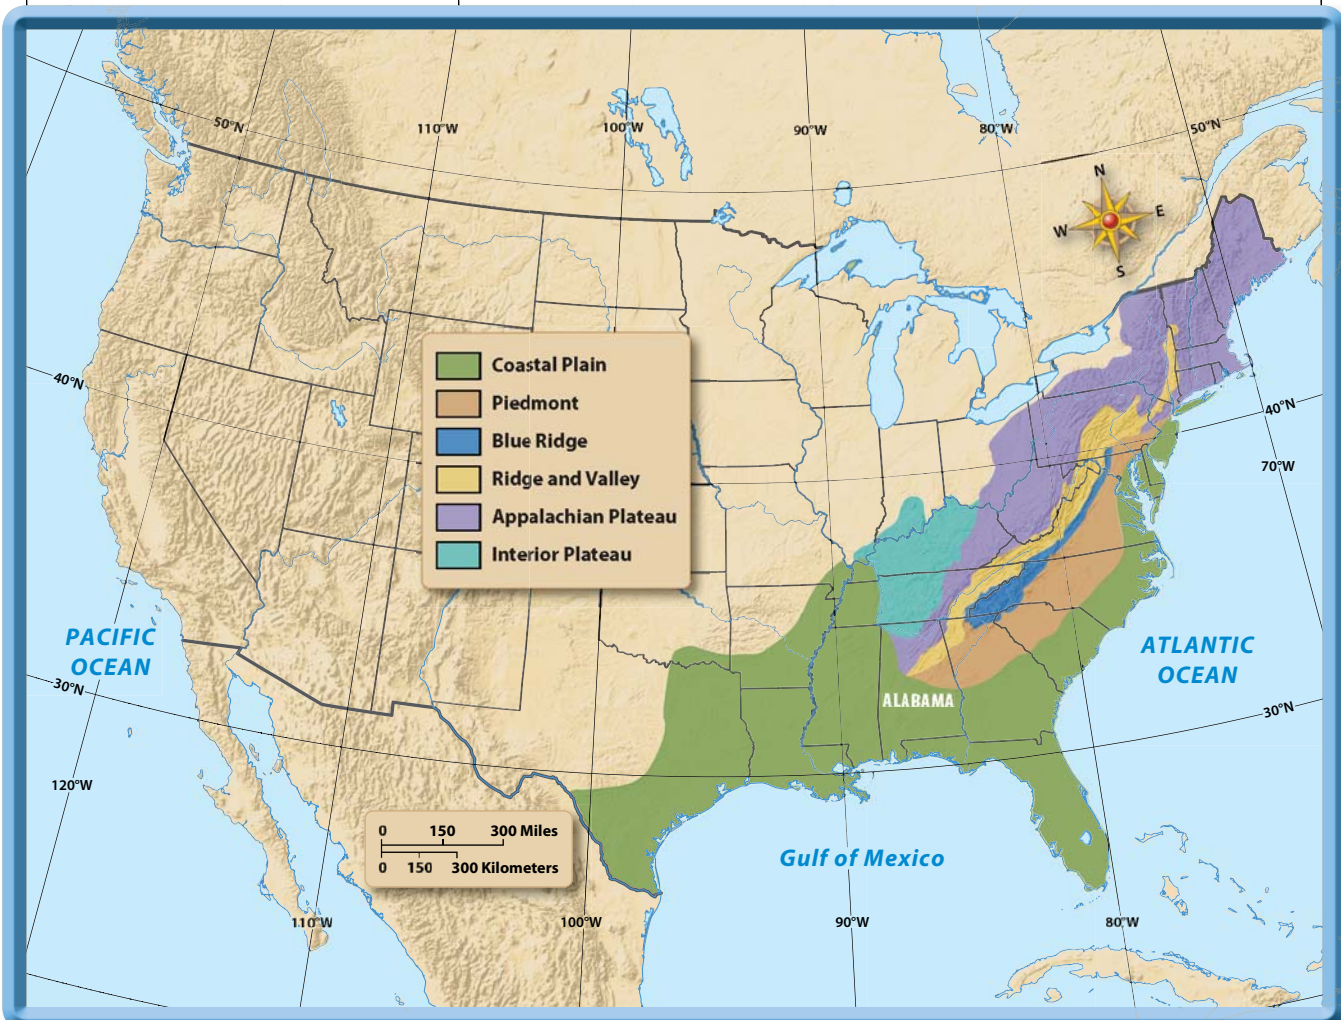 50°N
110°W
100°W
90°W
80°W
50°N
N
W
E
S
40°N
40°N
70°W
Coastal Plain
Piedmont
Blue Ridge
Ridge and Valley
Appalachian Plateau
Interior Plateau
PACIFIC
OCEAN
ATLANTIC
OCEAN
30°N
ALABAMA
30°N
120°W
0 150 300 Miles
0 150 300 Kilometers
Gulf of Mexico
110°W
100°W
90°W
80°W